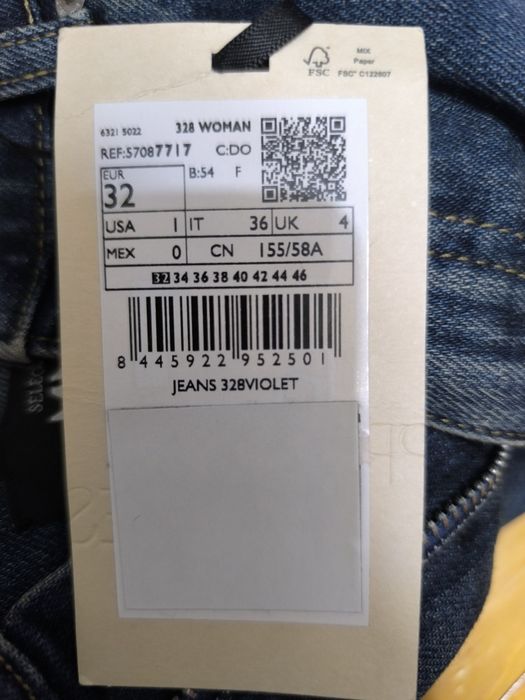 MIX
Paper
FSC
FSC® C122807
6321 5022 328 WOMAN
REF:57087717 C:DO
EUR
32
B:54 F
USA 1 IT 36 UK 4
MEX 0 CN 155/58A
32 34 36 38 40 42 44 46
8 445922 952501
JEANS 328VIOLET